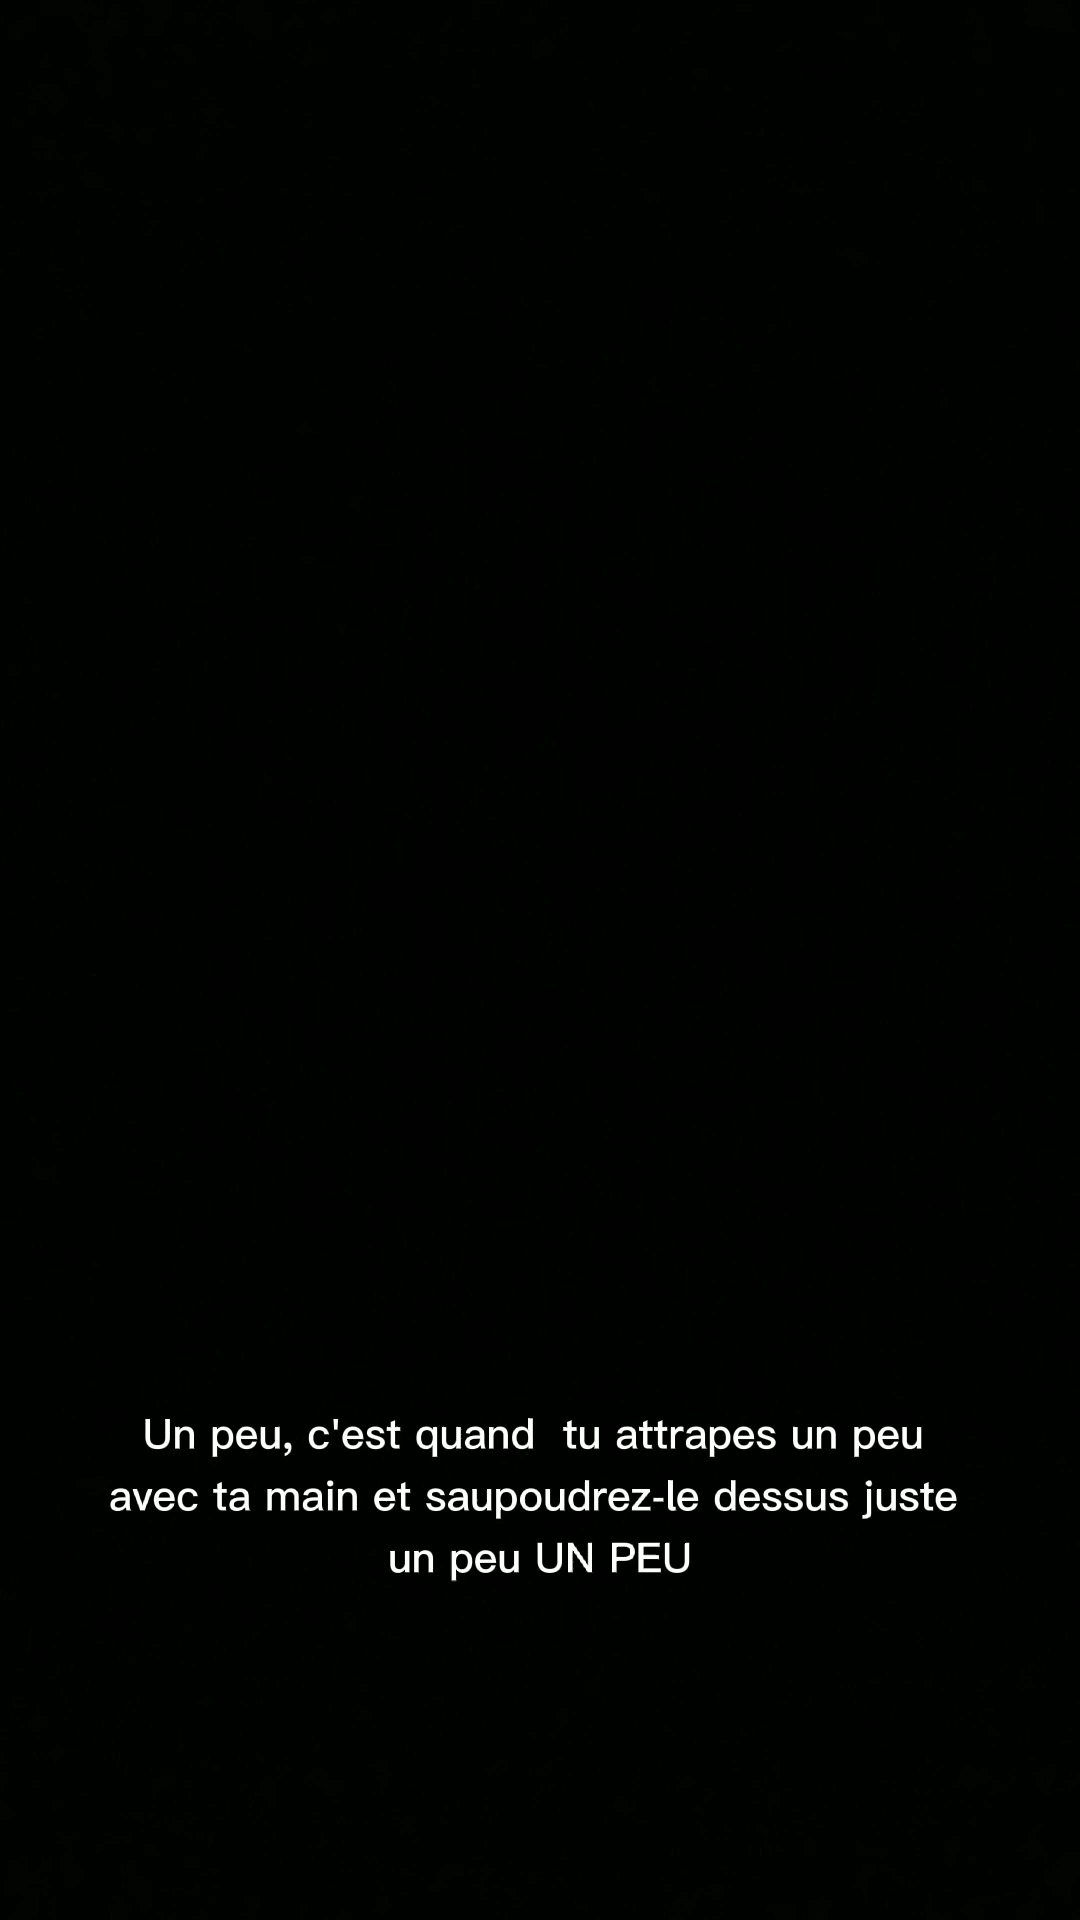 Un peu, c'est quand  tu attrapes un peu
avec ta main et saupoudrez-le dessus juste
un peu UN PEU